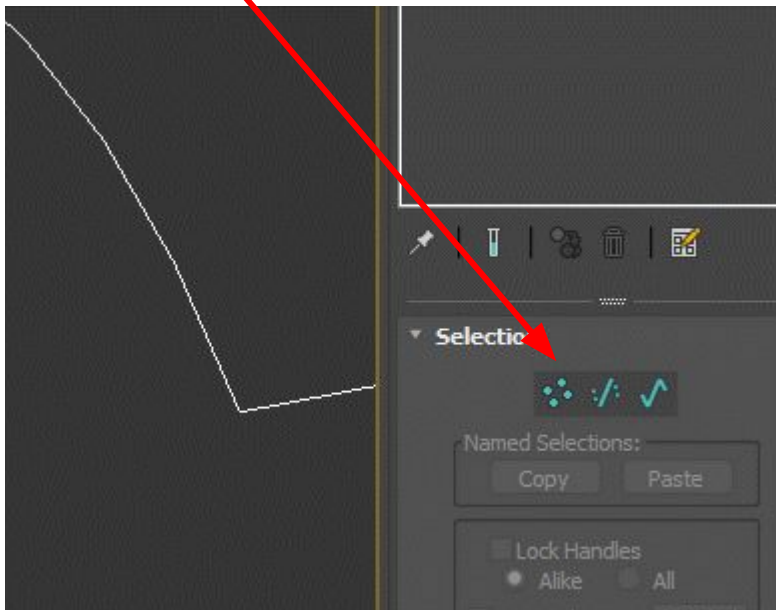 Selectio
Named Selections:
Copy Paste
Lock Handles
Alike All